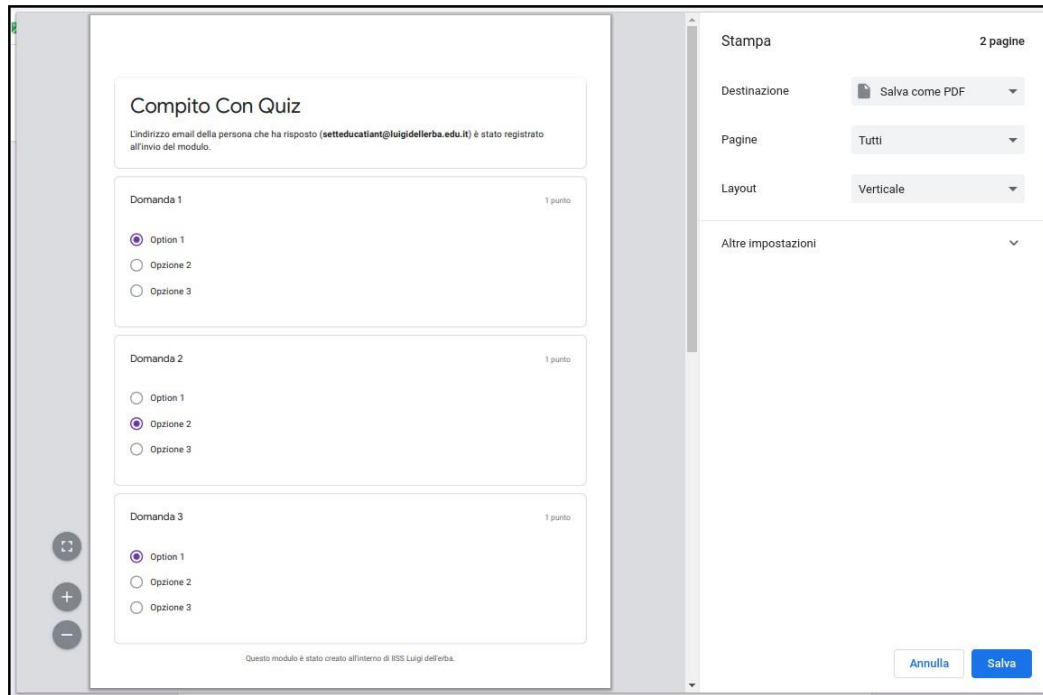 Compito Con Quiz
L'indirizzo email della persona che ha risposto (setteducatiant@luigidellerba.edu.it) è stato registrato
all'invio del modulo.
Domanda 1 1 punto
Option 1
Opzione 2
Opzione 3
Domanda 2 1 punto
Option 1
Opzione 2
Opzione 3
Domanda 3 1 punto
Option 1
Opzione 2
Opzione 3
Questo modulo è stato creato all'interno di IISS Luigi dell'erba.
Stampa 2 pagine
Destinazione Salva come PDF
Pagine Tutti
Layout Verticale
Altre impostazioni
Annulla Salva